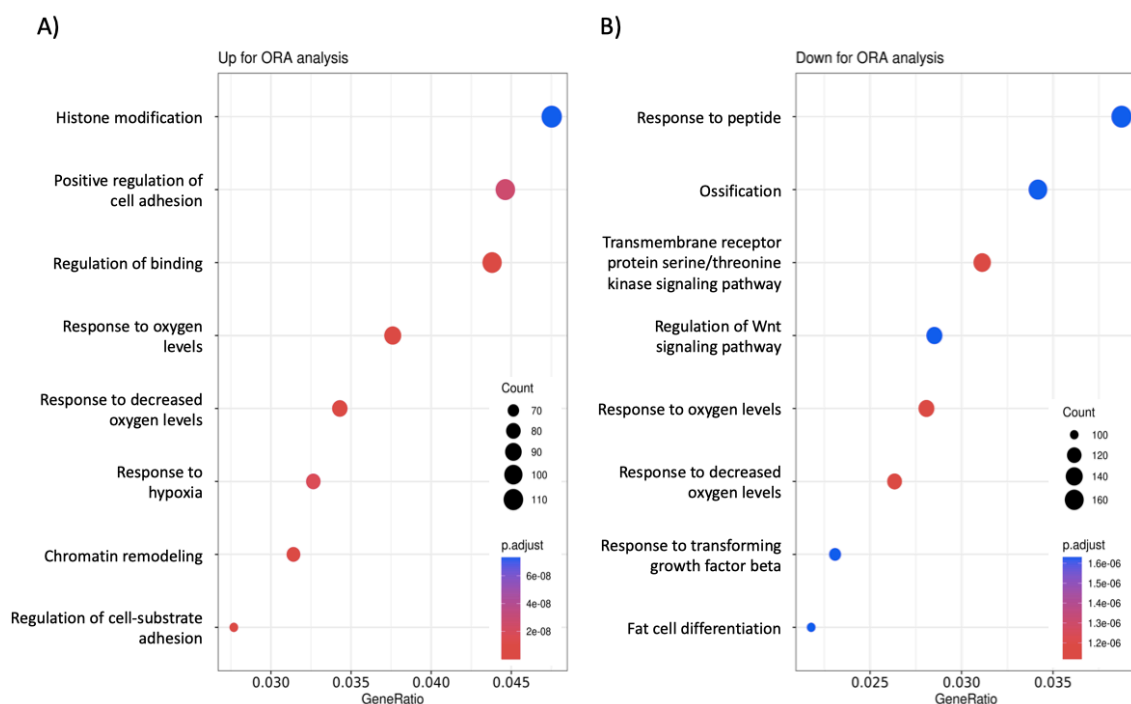 A)
Up for ORA analysis
Histone modification
Positive regulation of
cell adhesion
Regulation of binding
Response to oxygen
levels
Response to decreased
oxygen levels
Response to
hypoxia
Chromatin remodeling
Regulation of cell-substrate
adhesion
Count
70
80
90
100
110
p.adjust
6e-08
4e-08
2e-08
0.030
0.035
0.040
0.045
GeneRatio
B)
Down for ORA analysis
Response to peptide
Ossification
Transmembrane receptor
protein serine/threonine
kinase signaling pathway
Regulation of Wnt
signaling pathway
Response to oxygen levels
Response to decreased
oxygen levels
Response to transforming
growth factor beta
Fat cell differentiation
Count
100
120
140
160
p.adjust
1.6e-06
1.5e-06
1.4e-06
1.3e-06
1.2e-06
0.025
0.030
0.035
GeneRatio